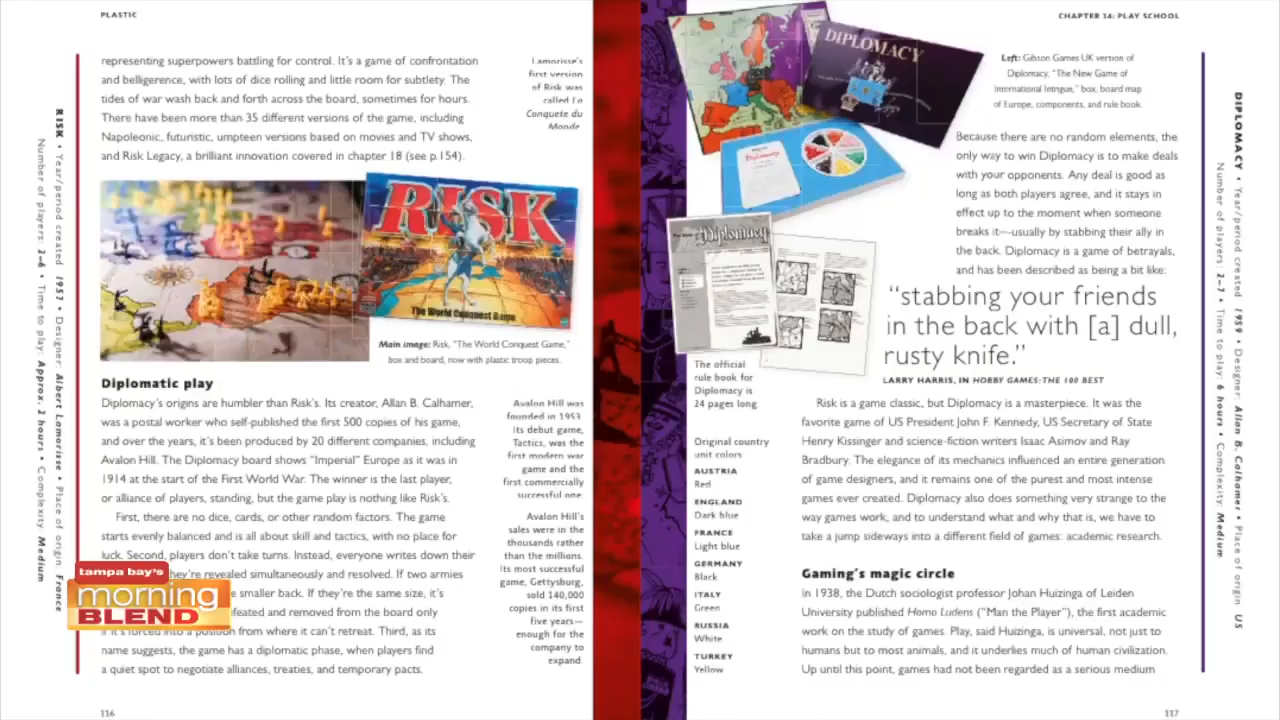 PLASTIC
representing superpowers battling for control. It's a game of confrontation
and belligerence, with lots of dice rolling and little room for subtlety. The
tides of war wash back and forth across the board, sometimes for hours.
There have been more than 35 different versions of the game, including
Napoleonic, futuristic, umpteen versions based on movies and TV shows,
and Risk Legacy, a brilliant innovation covered in chapter 18 (see p.154).
Lamorisse's
first version
of Risk was
called La
Conquete du
Monde.
RISK • Year/period created 1957 • Designer: Albert Lamorisse • Place of origin: France
Number of players: 2–6 • Time to play: Approx. 2 hours • Complexity Medium
RISK
The World Conquest Game
Main image: Risk, "The World Conquest Game,"
box and board, now with plastic troop pieces.
Diplomatic play
Diplomacy's origins are humbler than Risk's. Its creator, Allan B. Calhamer,
was a postal worker who self-published the first 500 copies of his game,
and over the years, it's been produced by 20 different companies, including
Avalon Hill. The Diplomacy board shows "Imperial" Europe as it was in
1914 at the start of the First World War. The winner is the last player,
or alliance of players, standing, but the game play is nothing like Risk's.
First, there are no dice, cards, or other random factors. The game
starts evenly balanced and is all about skill and tactics, with no place for
luck. Second, players don't take turns. Instead, everyone writes down their
they're revealed simultaneously and resolved. If two armies
e smaller back. If they're the same size, it's
efeated and removed from the board only
if it's forced into a position from where it can't retreat. Third, as its
name suggests, the game has a diplomatic phase, when players find
a quiet spot to negotiate alliances, treaties, and temporary pacts.
Avalon Hill was
founded in 1953.
Its debut game,
Tactics, was the
first modern war
game and the
first commercially
successful one.
Avalon Hill's
sales were in the
thousands rather
than the millions.
Its most successful
game, Gettysburg,
sold 140,000
copies in its first
five years—
enough for the
company to
expand.
tampa bay's
morning
BLEND
116
CHAPTER 14: PLAY SCHOOL
DIPLOMACY
Diplomacy
Diplomacy
Left: Gibson Games UK version of
Diplomacy, "The New Game of
International Intrigue," box, board map
of Europe, components, and rule book.
Because there are no random elements, the
only way to win Diplomacy is to make deals
with your opponents. Any deal is good as
long as both players agree, and it stays in
effect up to the moment when someone
breaks it—usually by stabbing their ally in
the back. Diplomacy is a game of betrayals,
and has been described as being a bit like:
"stabbing your friends
in the back with [a] dull,
rusty knife."
LARRY HARRIS, IN HOBBY GAMES: THE 100 BEST
The official
rule book for
Diplomacy is
24 pages long
Original country
unit colors
AUSTRIA
Red
ENGLAND
Dark blue
FRANCE
Light blue
GERMANY
Black
ITALY
Green
RUSSIA
White
TURKEY
Yellow
Risk is a game classic, but Diplomacy is a masterpiece. It was the
favorite game of US President John F. Kennedy, US Secretary of State
Henry Kissinger and science-fiction writers Isaac Asimov and Ray
Bradbury. The elegance of its mechanics influenced an entire generation
of game designers, and it remains one of the purest and most intense
games ever created. Diplomacy also does something very strange to the
way games work, and to understand what and why that is, we have to
take a jump sideways into a different field of games: academic research.
Gaming's magic circle
In 1938, the Dutch sociologist professor Johan Huizinga of Leiden
University published Homo Ludens ("Man the Player"), the first academic
work on the study of games. Play, said Huizinga, is universal, not just to
humans but to most animals, and it underlies much of human civilization.
Up until this point, games had not been regarded as a serious medium
DIPLOMACY • Year/period created 1959 • Designer: Allan B. Calhamer • Place of origin US
Number of players: 2–7 • Time to play: 6 hours • Complexity: Medium
117